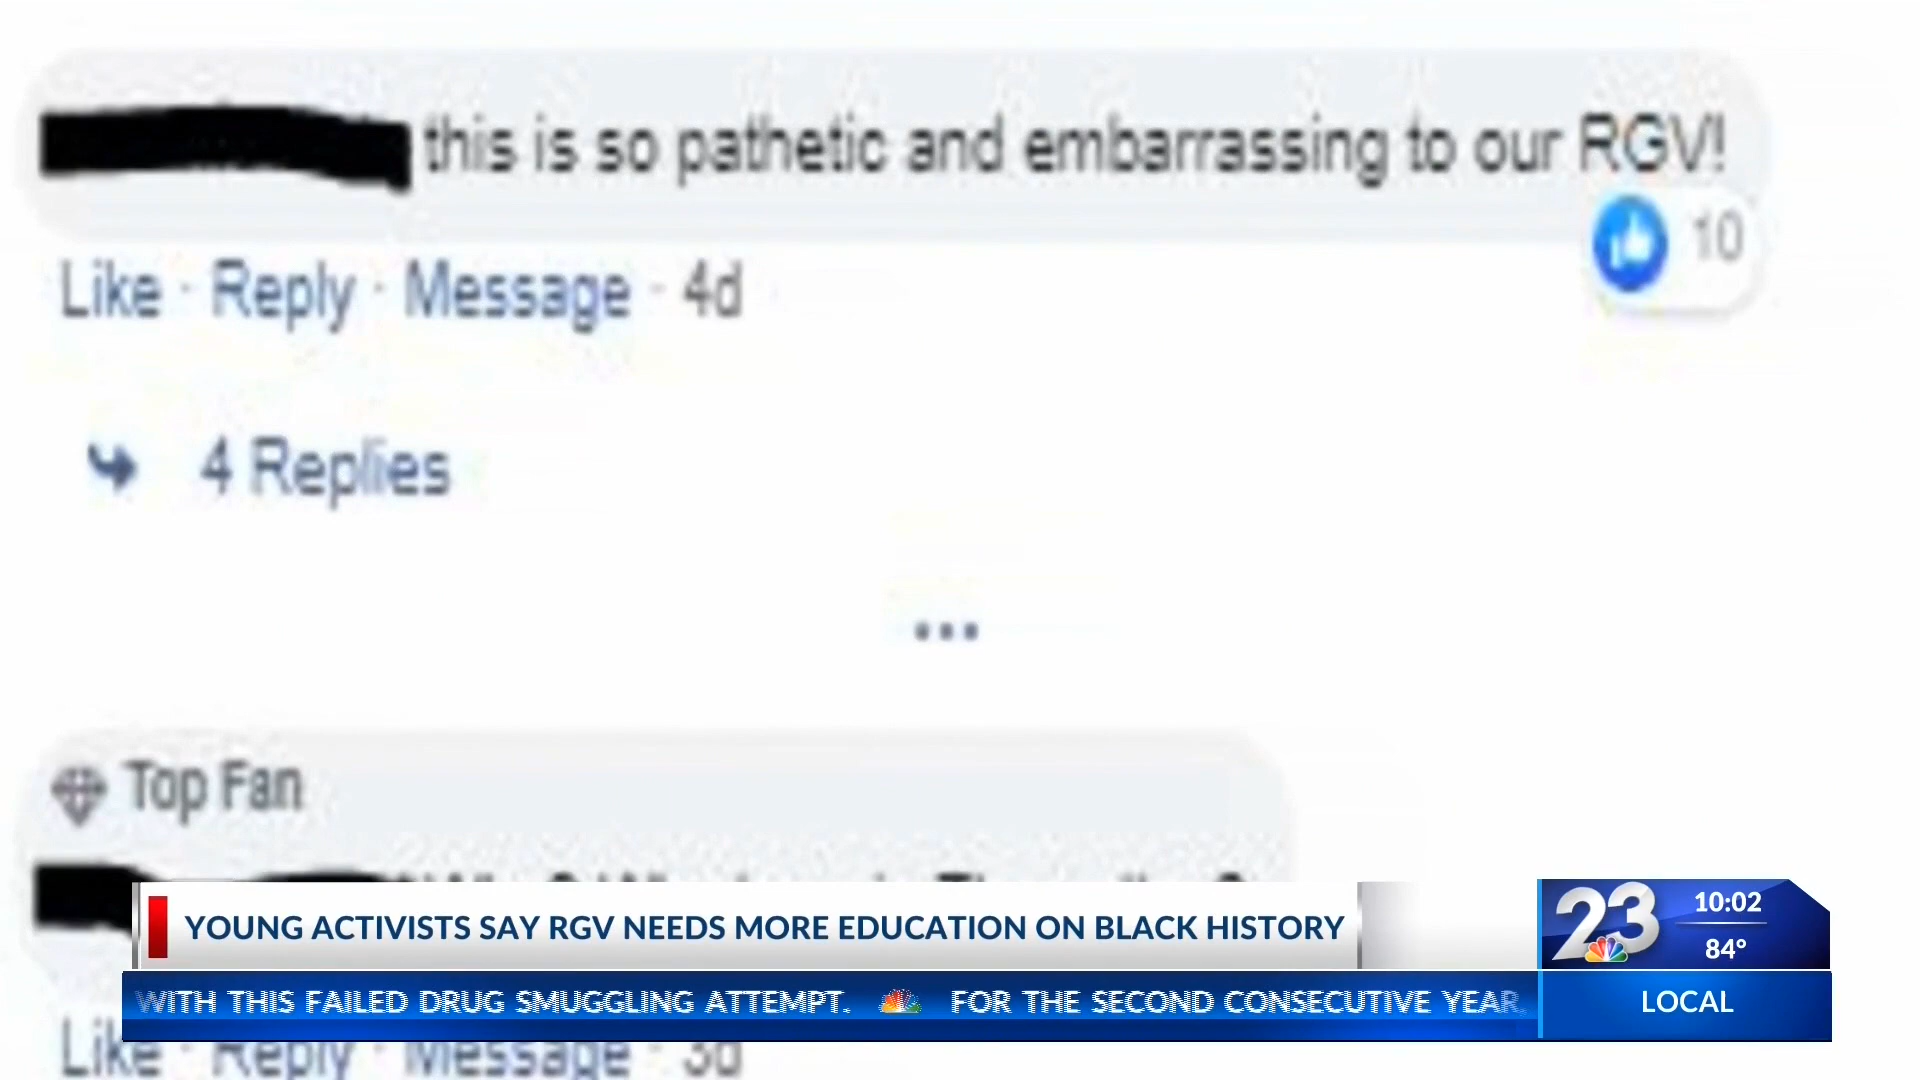 this is so pathetic and embarrassing to our RGV!
10
Like · Reply · Message · 4d
4 Replies
...
Top Fan
YOUNG ACTIVISTS SAY RGV NEEDS MORE EDUCATION ON BLACK HISTORY
23
10:02
84°
WITH THIS FAILED DRUG SMUGGLING ATTEMPT. FOR THE SECOND CONSECUTIVE YEAR,
LOCAL
Like · Reply · Message · 3d